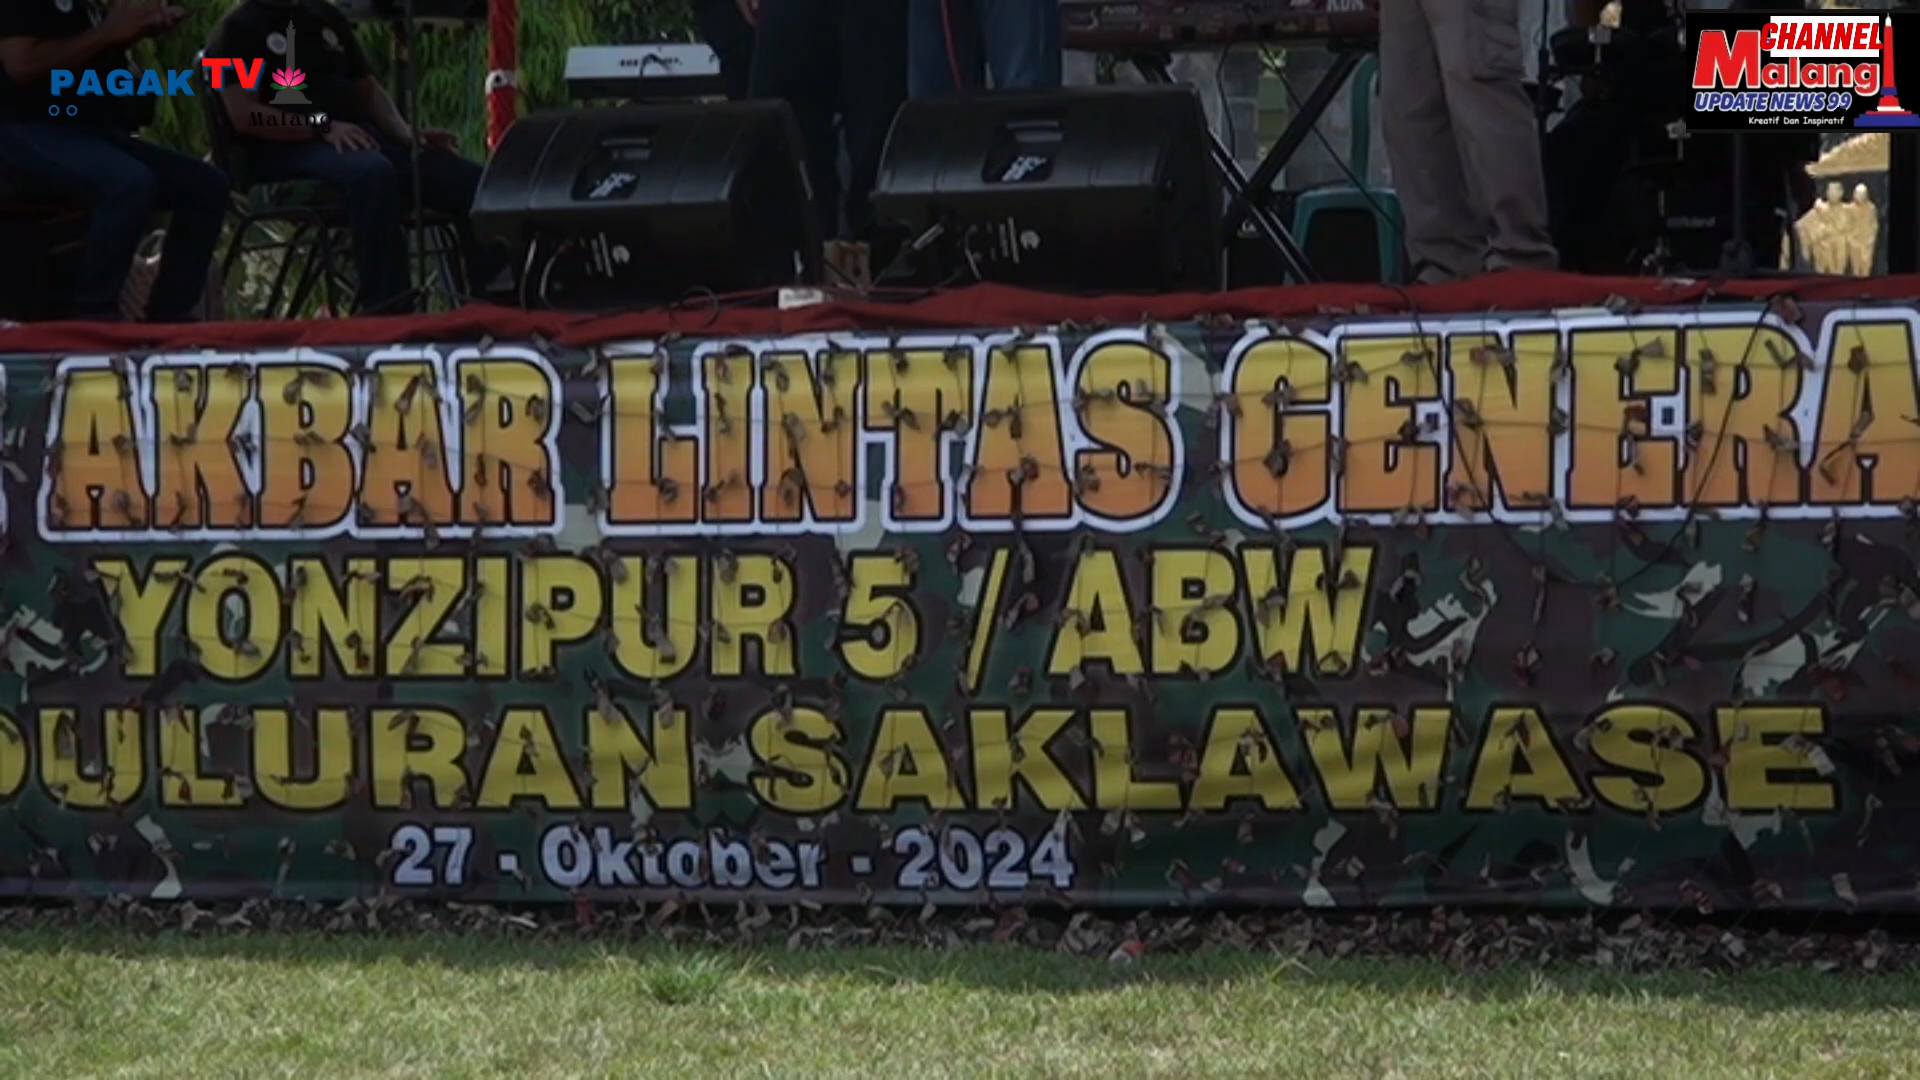 PAGAK TV
Malang
CHANNEL
Malang
UPDATE NEWS 99
Kreatif Dan Inspiratif
AKBAR LINTAS GENERA
YONZIPUR 5 / ABW
DULURAN SAKLAWASE
27 - Oktober - 2024